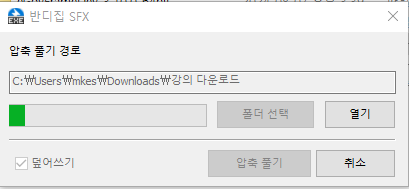 반디집 SFX
압축 풀기 경로
C:₩Users₩mkes₩Downloads₩강의 다운로드
폴더 선택
열기
덮어쓰기
압축 풀기
취소